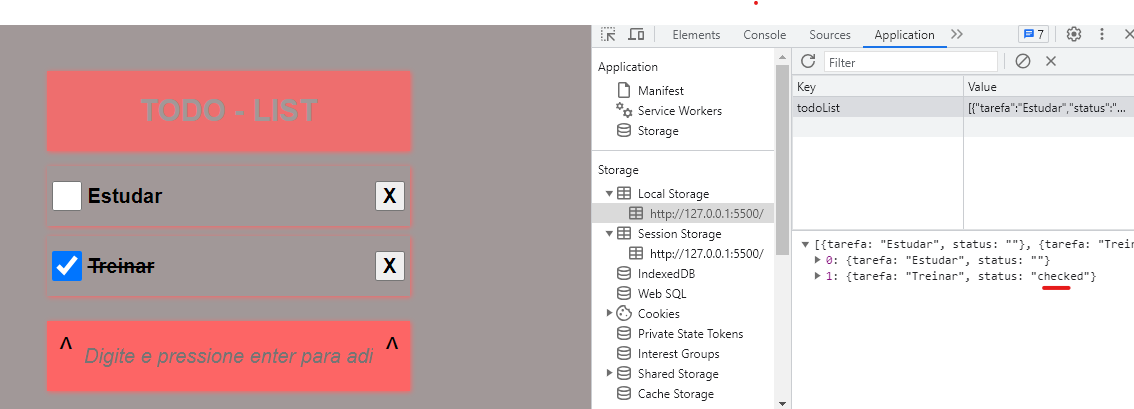 TODO - LIST
Estudar
X
Treinar
X
^
Digite e pressione enter para adi
^
Elements
Console
Sources
Application
7
Application
Manifest
Service Workers
Storage
Storage
Local Storage
http://127.0.0.1:5500/
Session Storage
http://127.0.0.1:5500/
IndexedDB
Web SQL
Cookies
Private State Tokens
Interest Groups
Shared Storage
Cache Storage
Filter
Key
Value
todoList
[{"tarefa":"Estudar","status":"...
[{tarefa: "Estudar", status: ""}, {tarefa: "Trein
0: {tarefa: "Estudar", status: ""}
1: {tarefa: "Treinar", status: "checked"}